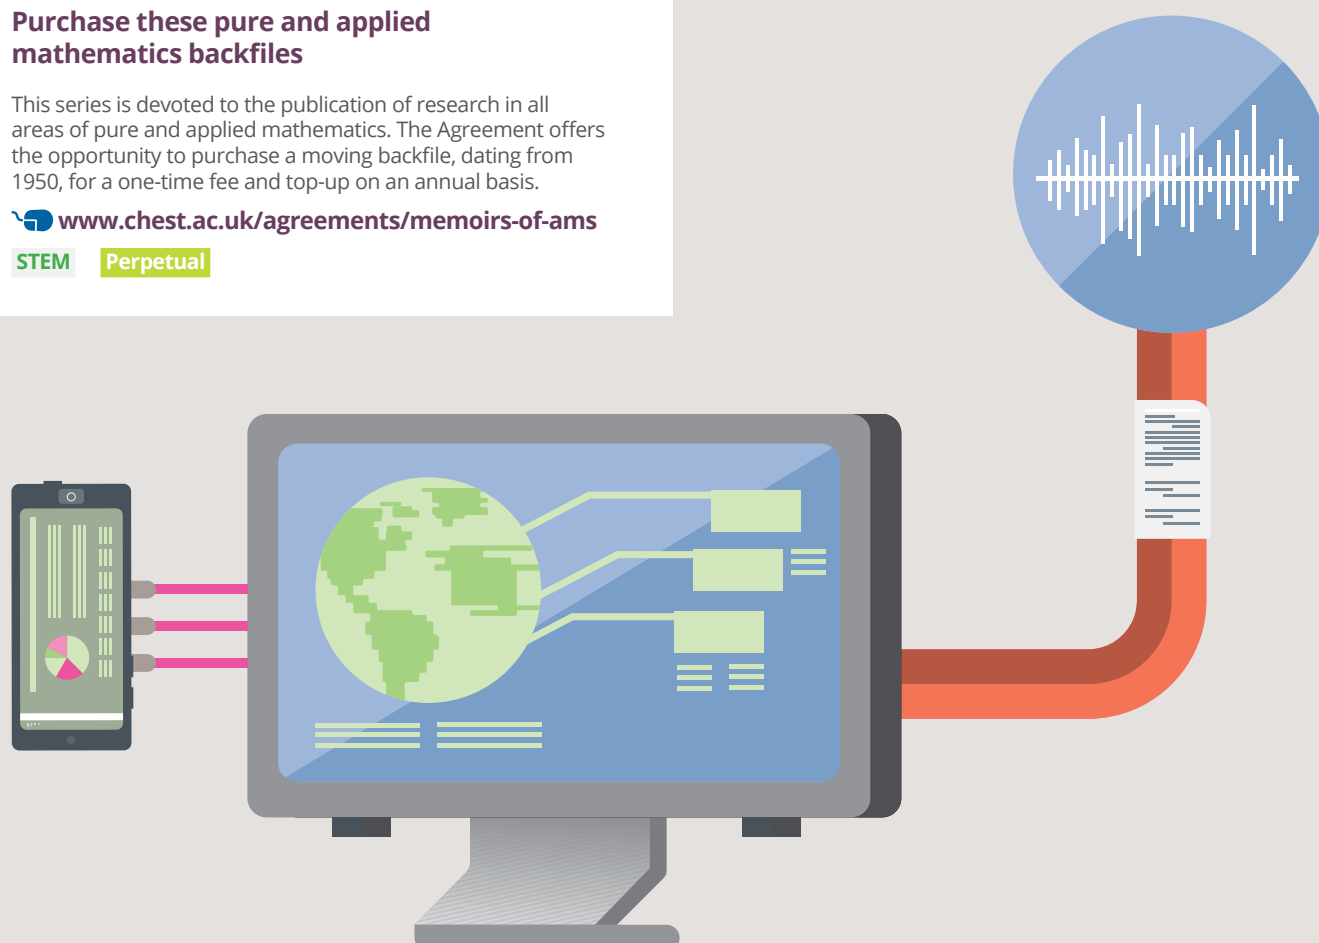 Purchase these pure and applied
mathematics backfiles
This series is devoted to the publication of research in all
areas of pure and applied mathematics. The Agreement offers
the opportunity to purchase a moving backfile, dating from
1950, for a one-time fee and top-up on an annual basis.
www.chest.ac.uk/agreements/memoirs-of-ams
STEM Perpetual